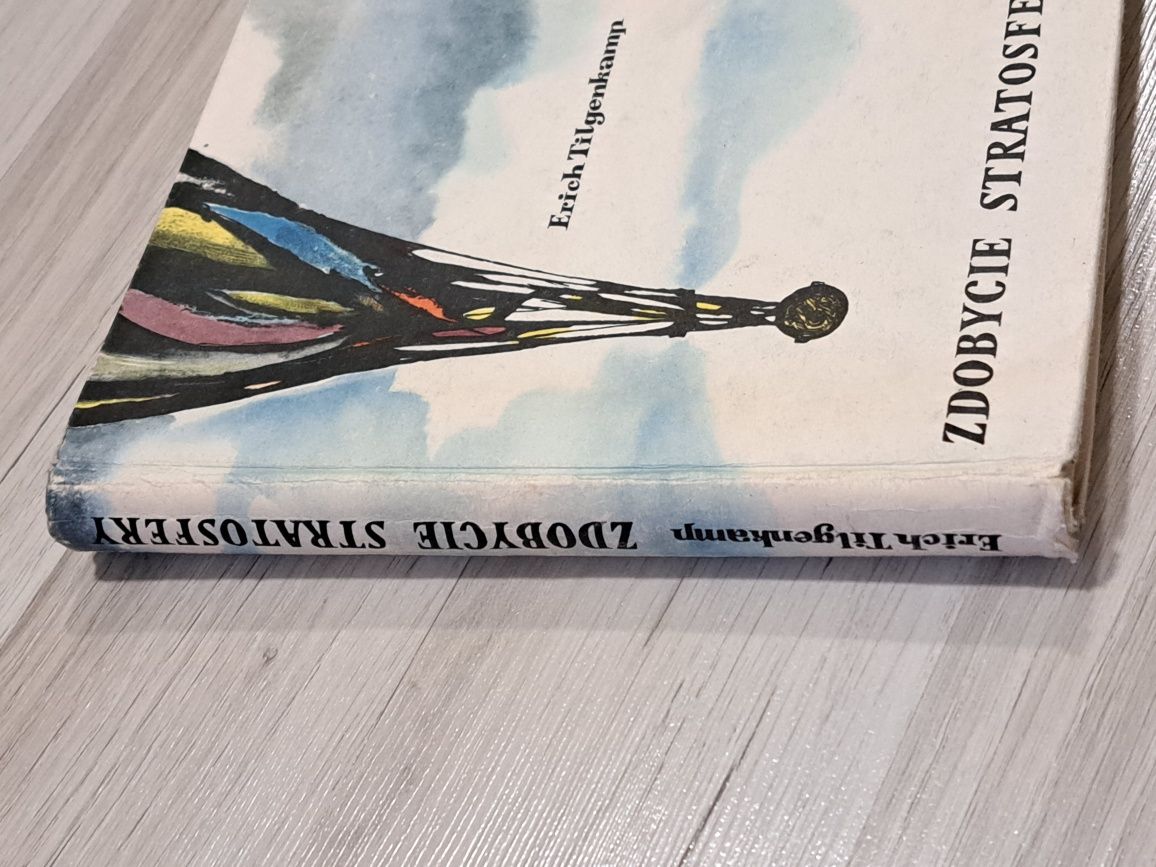 Erich Tilgenkamp
ZDOBYCIE STRATOSFE
Erich Tilgenkamp ZDOBYCIE STRATOSFERY